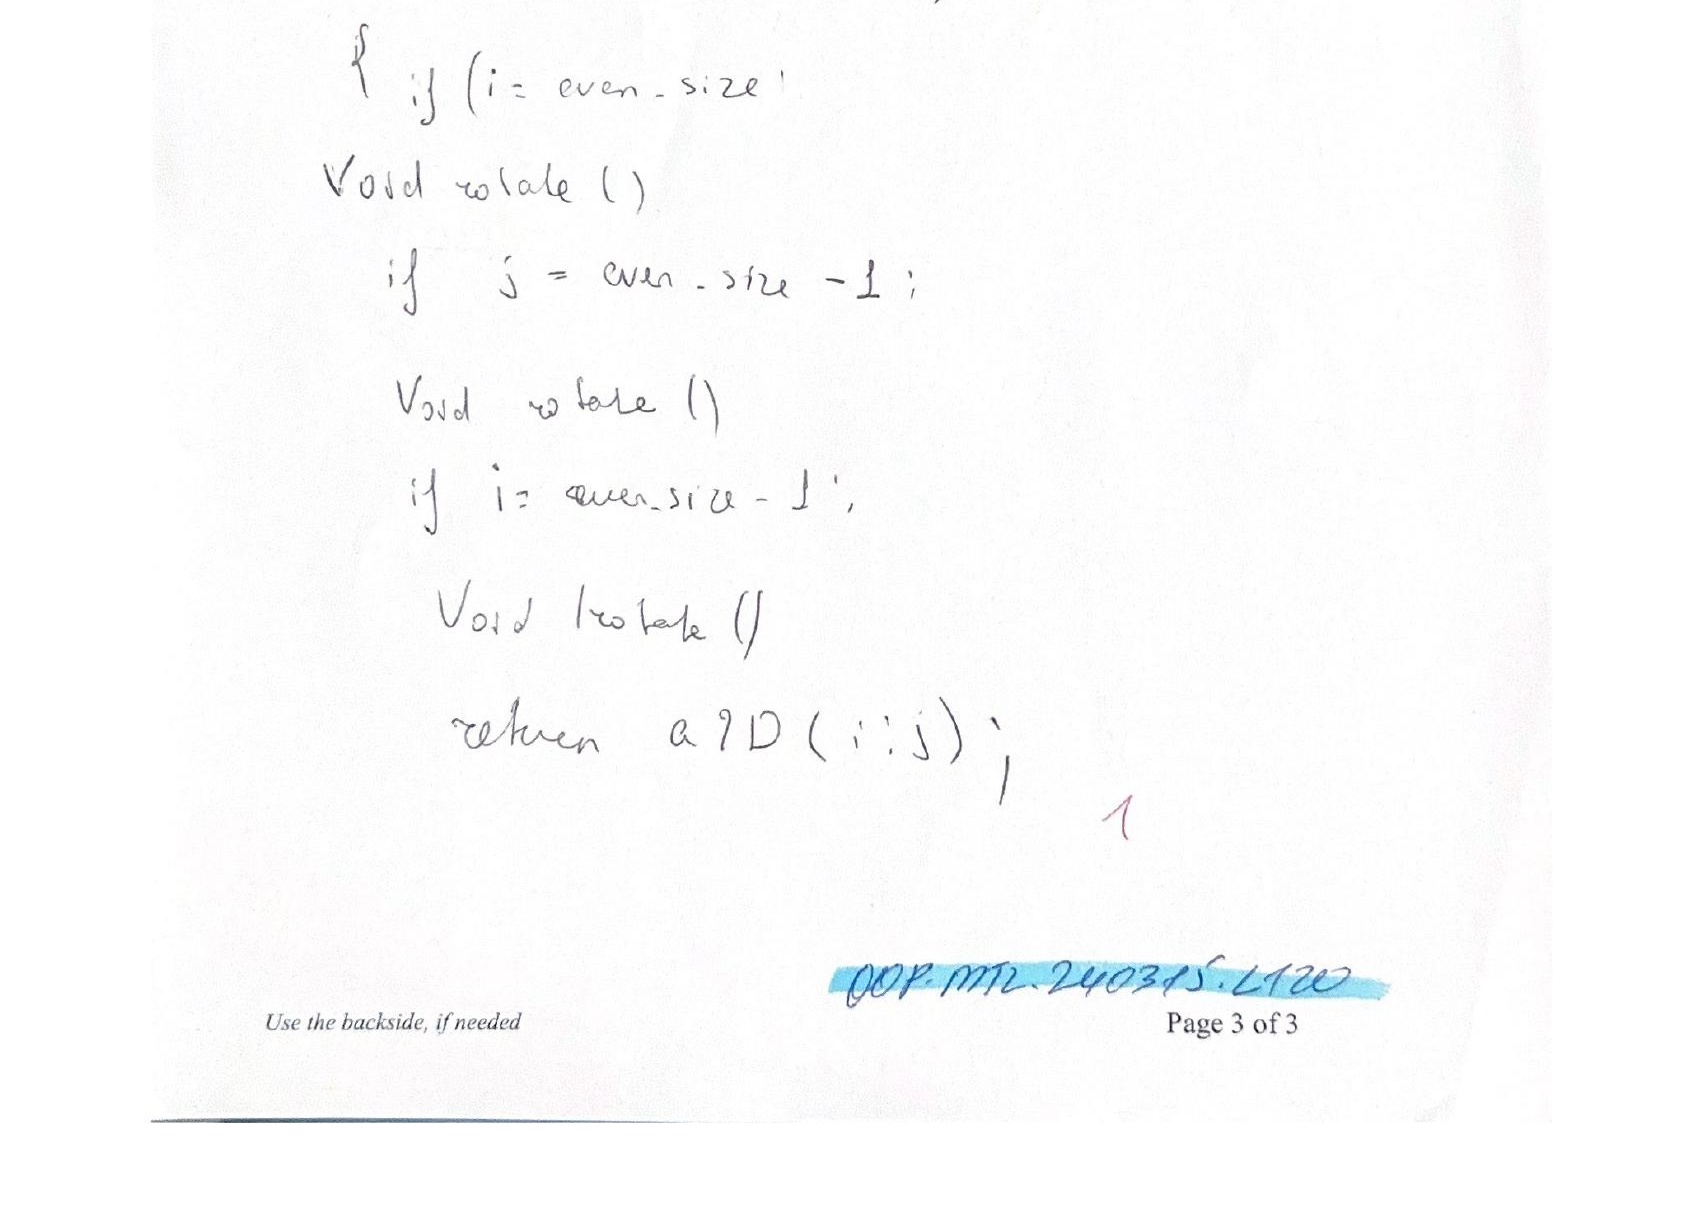 { if (i = even_size'
Void rotate ()
if j = even_size -1;
Void rotate ()
if i = even_size - 1;
Void rotate ()
return a2D(i:j);
1
OOP.MT2.240315.L120
Use the backside, if needed
Page 3 of 3